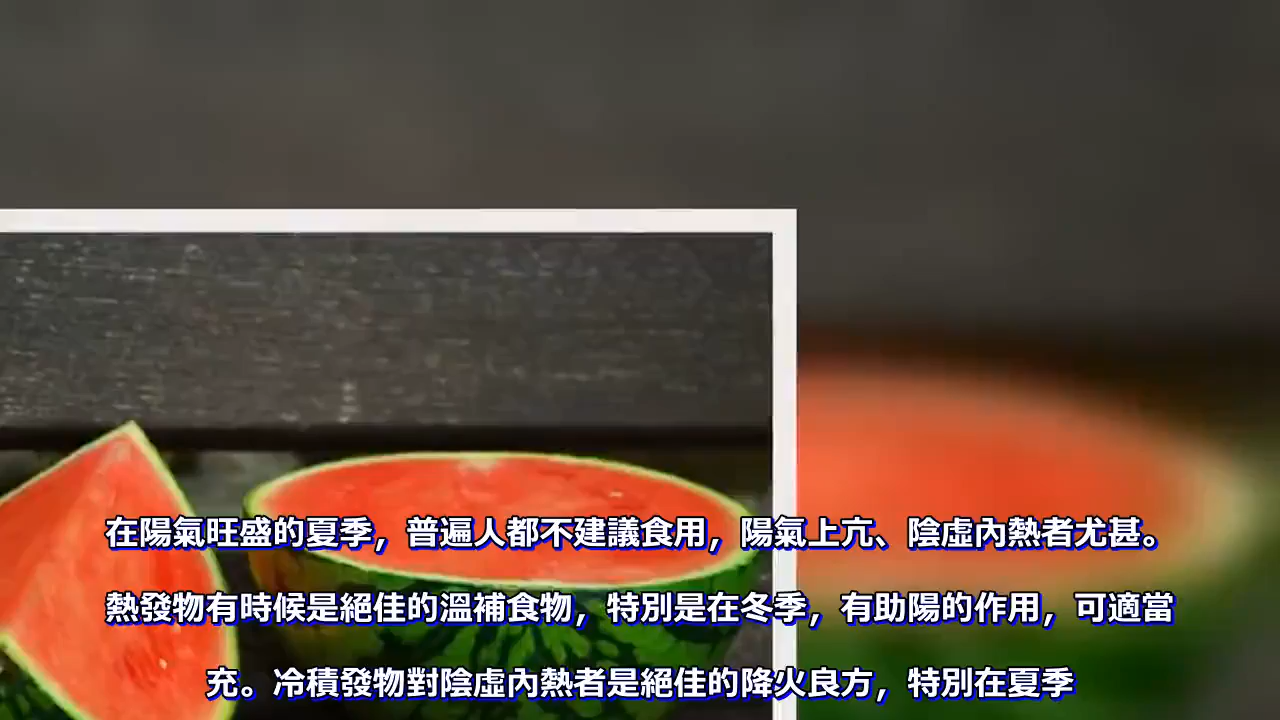 在陽氣旺盛的夏季，普遍人都不建議食用，陽氣上亢、陰虛內熱者尤甚。
熱發物有時候是絕佳的溫補食物，特別是在冬季，有助陽的作用，可適當
充。冷積發物對陰虛內熱者是絕佳的降火良方，特別在夏季